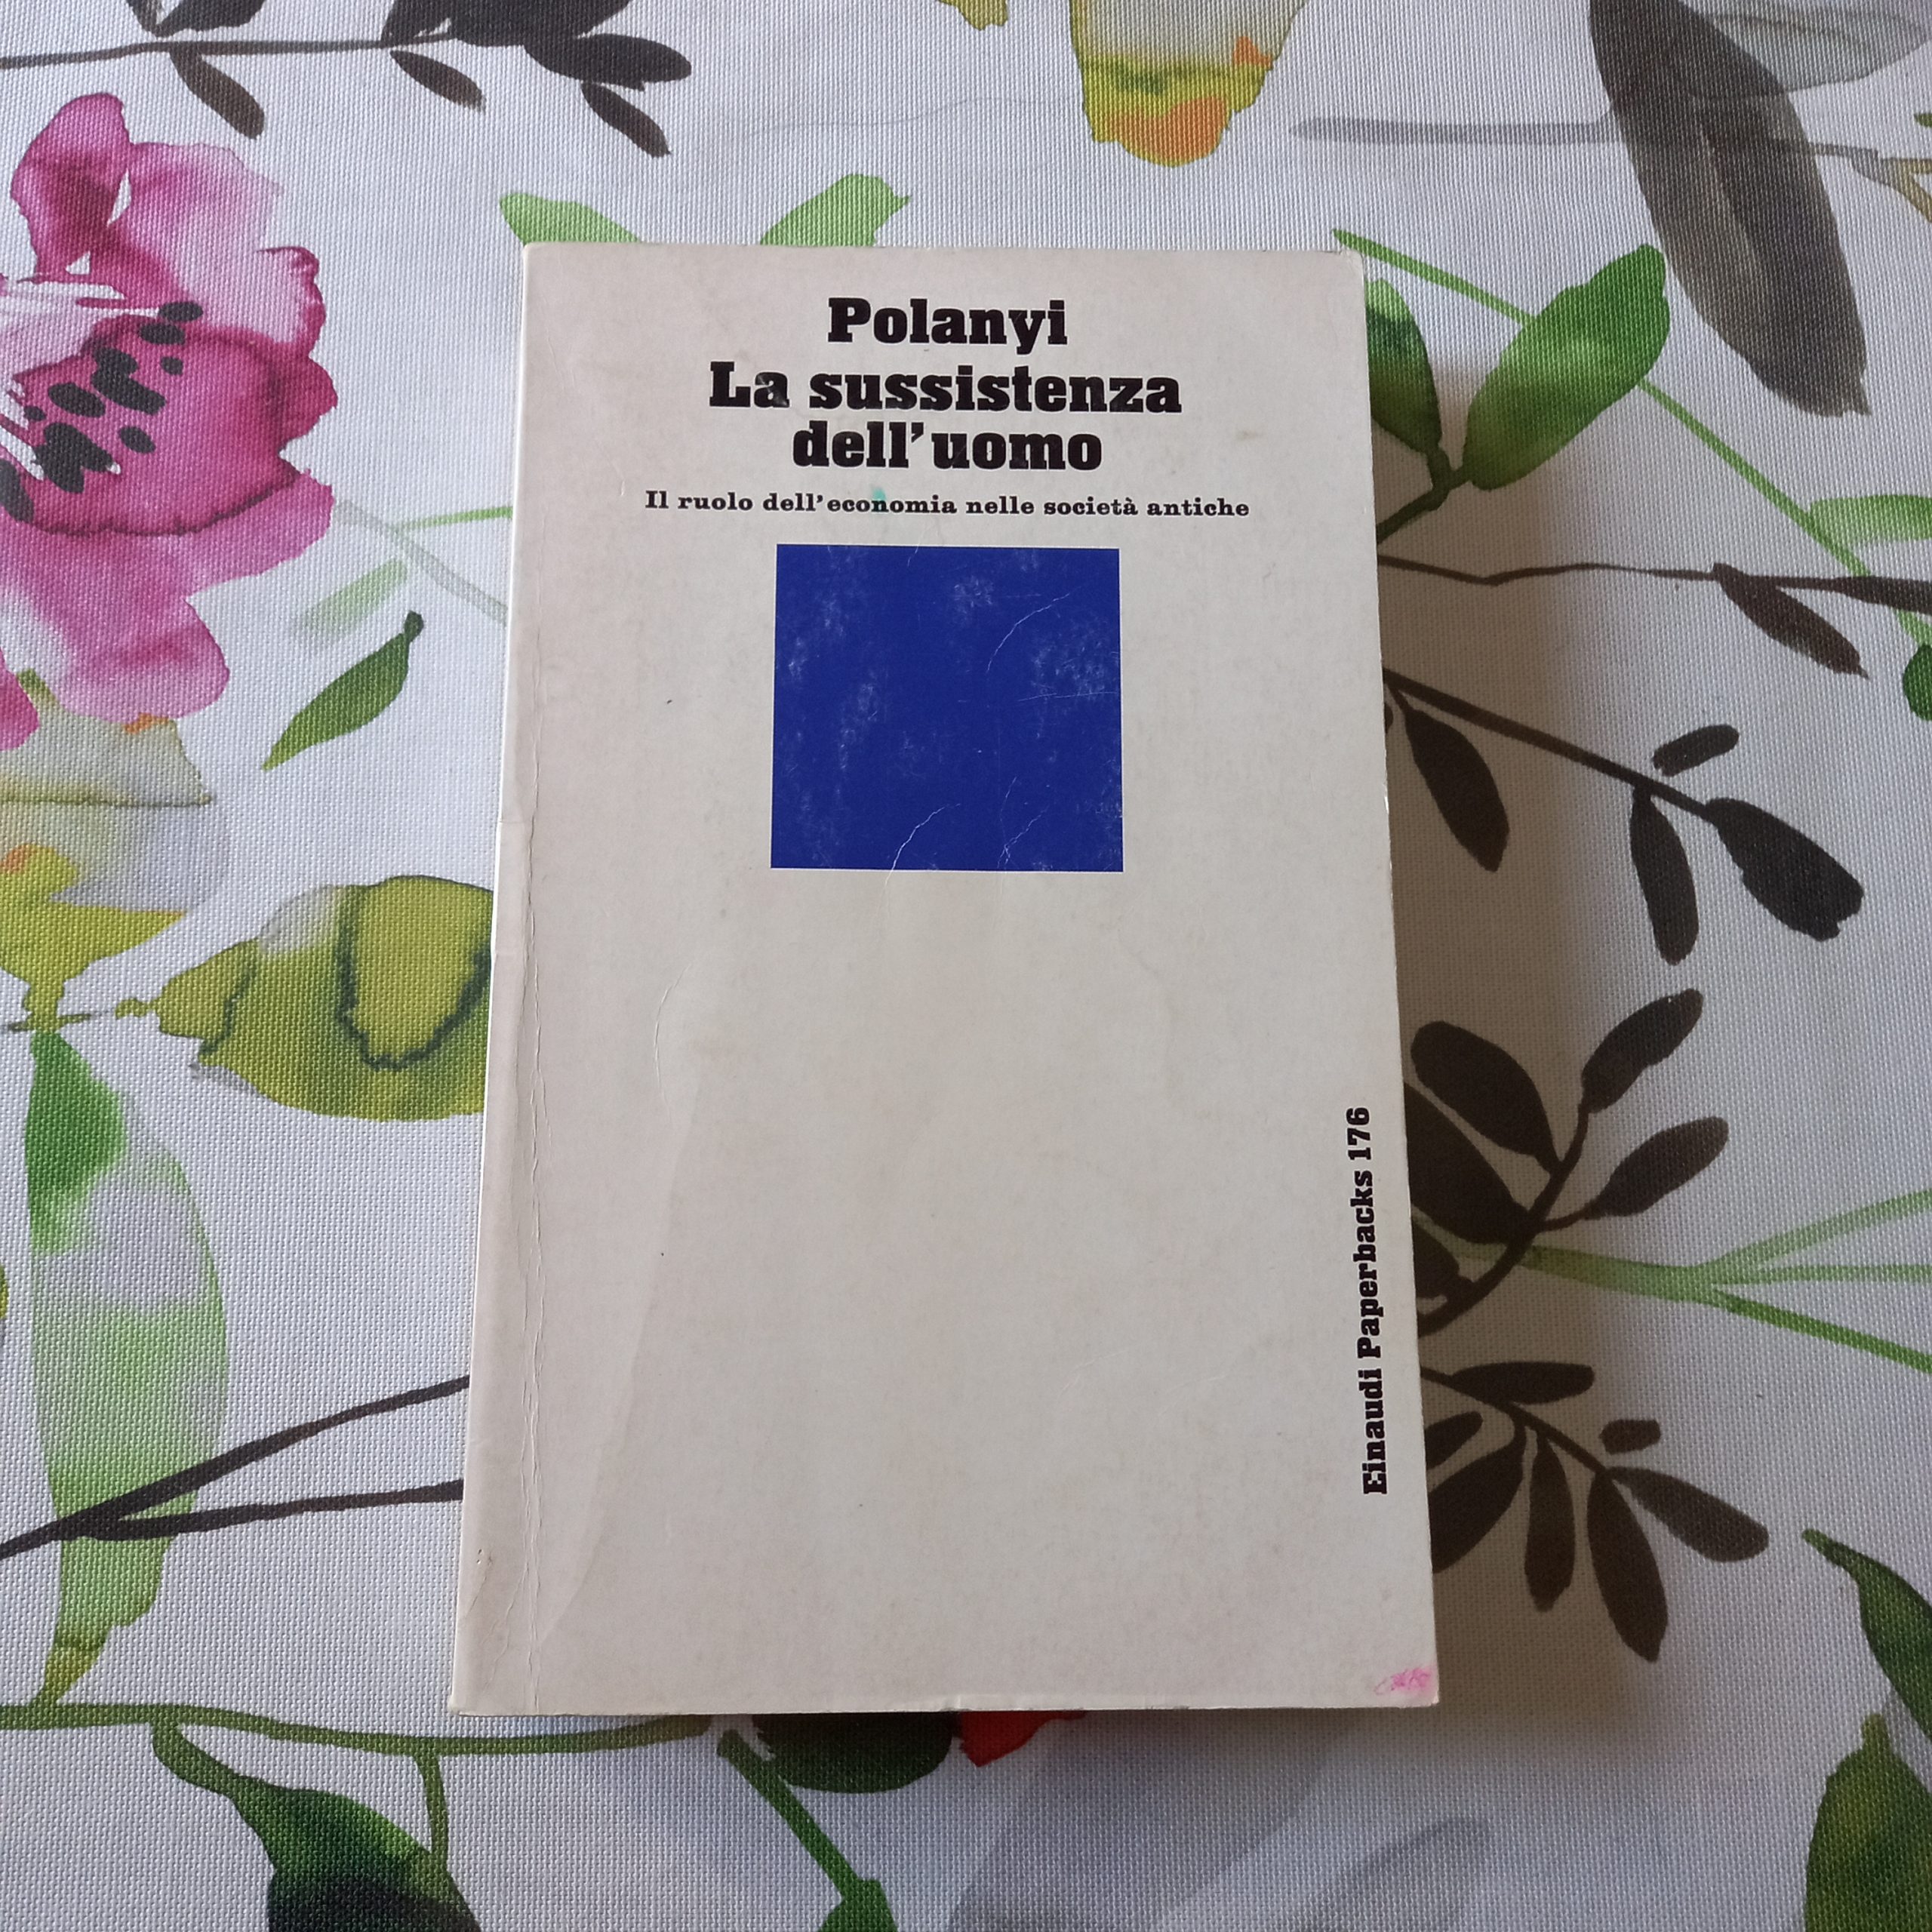 Polanyi
La sussistenza
dell'uomo
Il ruolo dell'economia nelle società antiche
Einaudi Paperbacks 176